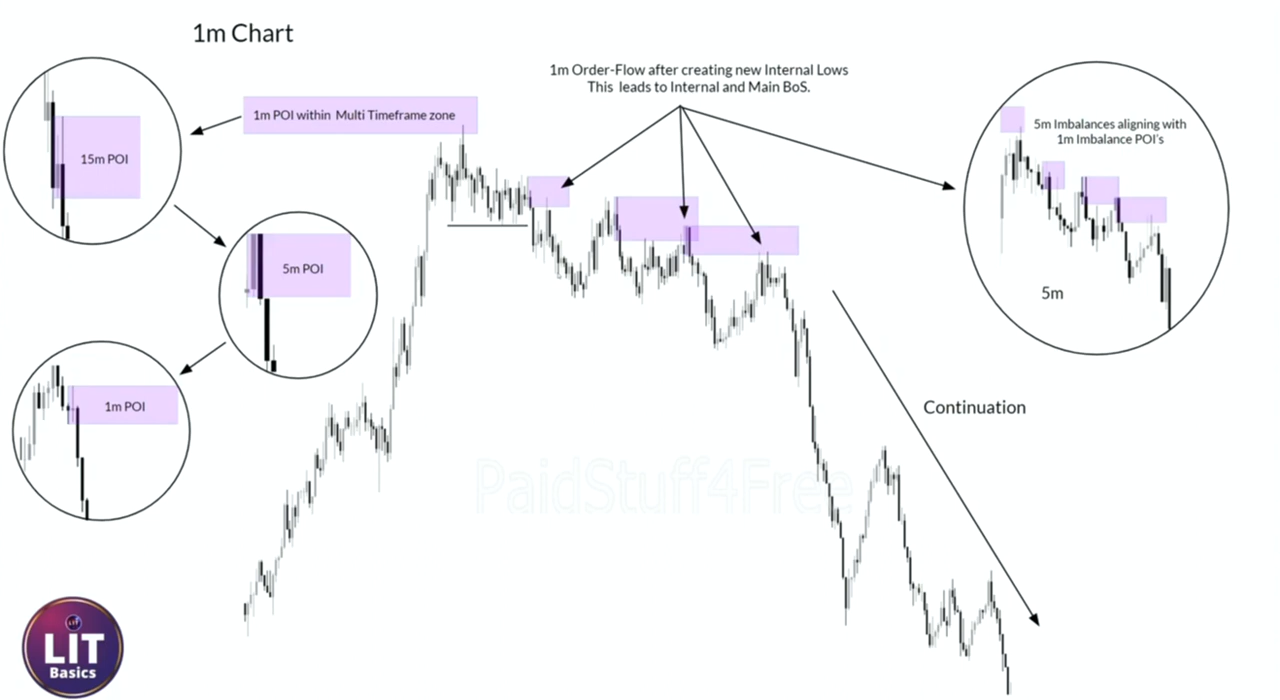 1m Chart
1m Order-Flow after creating new Internal Lows
This leads to Internal and Main BoS.
1m POI within Multi Timeframe zone
15m POI
5m Imbalances aligning with
1m Imbalance POI's
5m POI
5m
1m POI
Continuation
PaidStuff4Free
LIT
LIT
Basics